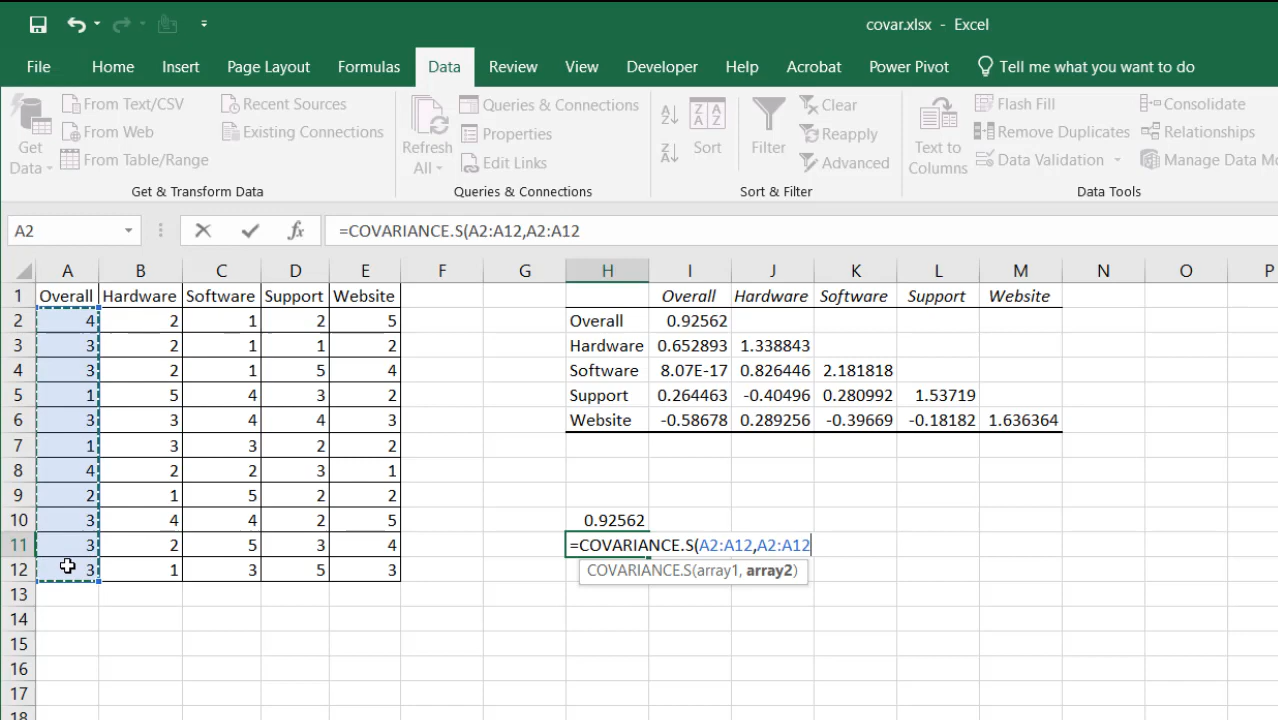 covar.xlsx - Excel
File Home Insert Page Layout Formulas Data Review View Developer Help Acrobat Power Pivot Tell me what you want to do
Get Data
From Text/CSV
From Web
From Table/Range
Recent Sources
Existing Connections
Get & Transform Data
Refresh All
Queries & Connections
Properties
Edit Links
Queries & Connections
Sort
Filter
Clear
Reapply
Advanced
Sort & Filter
Text to Columns
Flash Fill
Remove Duplicates
Data Validation
Consolidate
Relationships
Manage Data Mo
Data Tools
A2 fx =COVARIANCE.S(A2:A12,A2:A12
A B C D E F G H I J K L M N O P
1 Overall Hardware Software Support Website Overall Hardware Software Support Website
2 4 2 1 2 5 Overall 0.92562
3 3 2 1 1 2 Hardware 0.652893 1.338843
4 3 2 1 5 4 Software 8.07E-17 0.826446 2.181818
5 1 5 4 3 2 Support 0.264463 -0.40496 0.280992 1.53719
6 3 3 4 4 3 Website -0.58678 0.289256 -0.39669 -0.18182 1.636364
7 1 3 3 2 2
8 4 2 2 3 1
9 2 1 5 2 2
10 3 4 4 2 5 0.92562
11 3 2 5 3 4 =COVARIANCE.S(A2:A12,A2:A12
12 3 1 3 5 3 COVARIANCE.S(array1, array2)
13
14
15
16
17
18